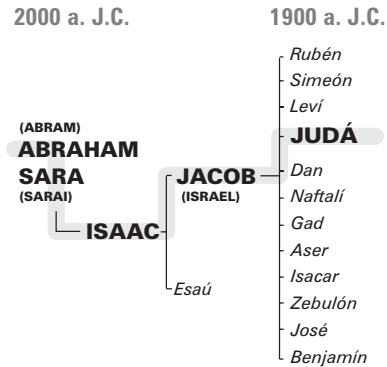 2000 a. J.C.
1900 a. J.C.
(ABRAM)
ABRAHAM
SARA
(SARAI)
ISAAC
JACOB
(ISRAEL)
Esaú
Rubén
Simeón
Leví
JUDÁ
Dan
Naftalí
Gad
Aser
Isacar
Zebulón
José
Benjamín